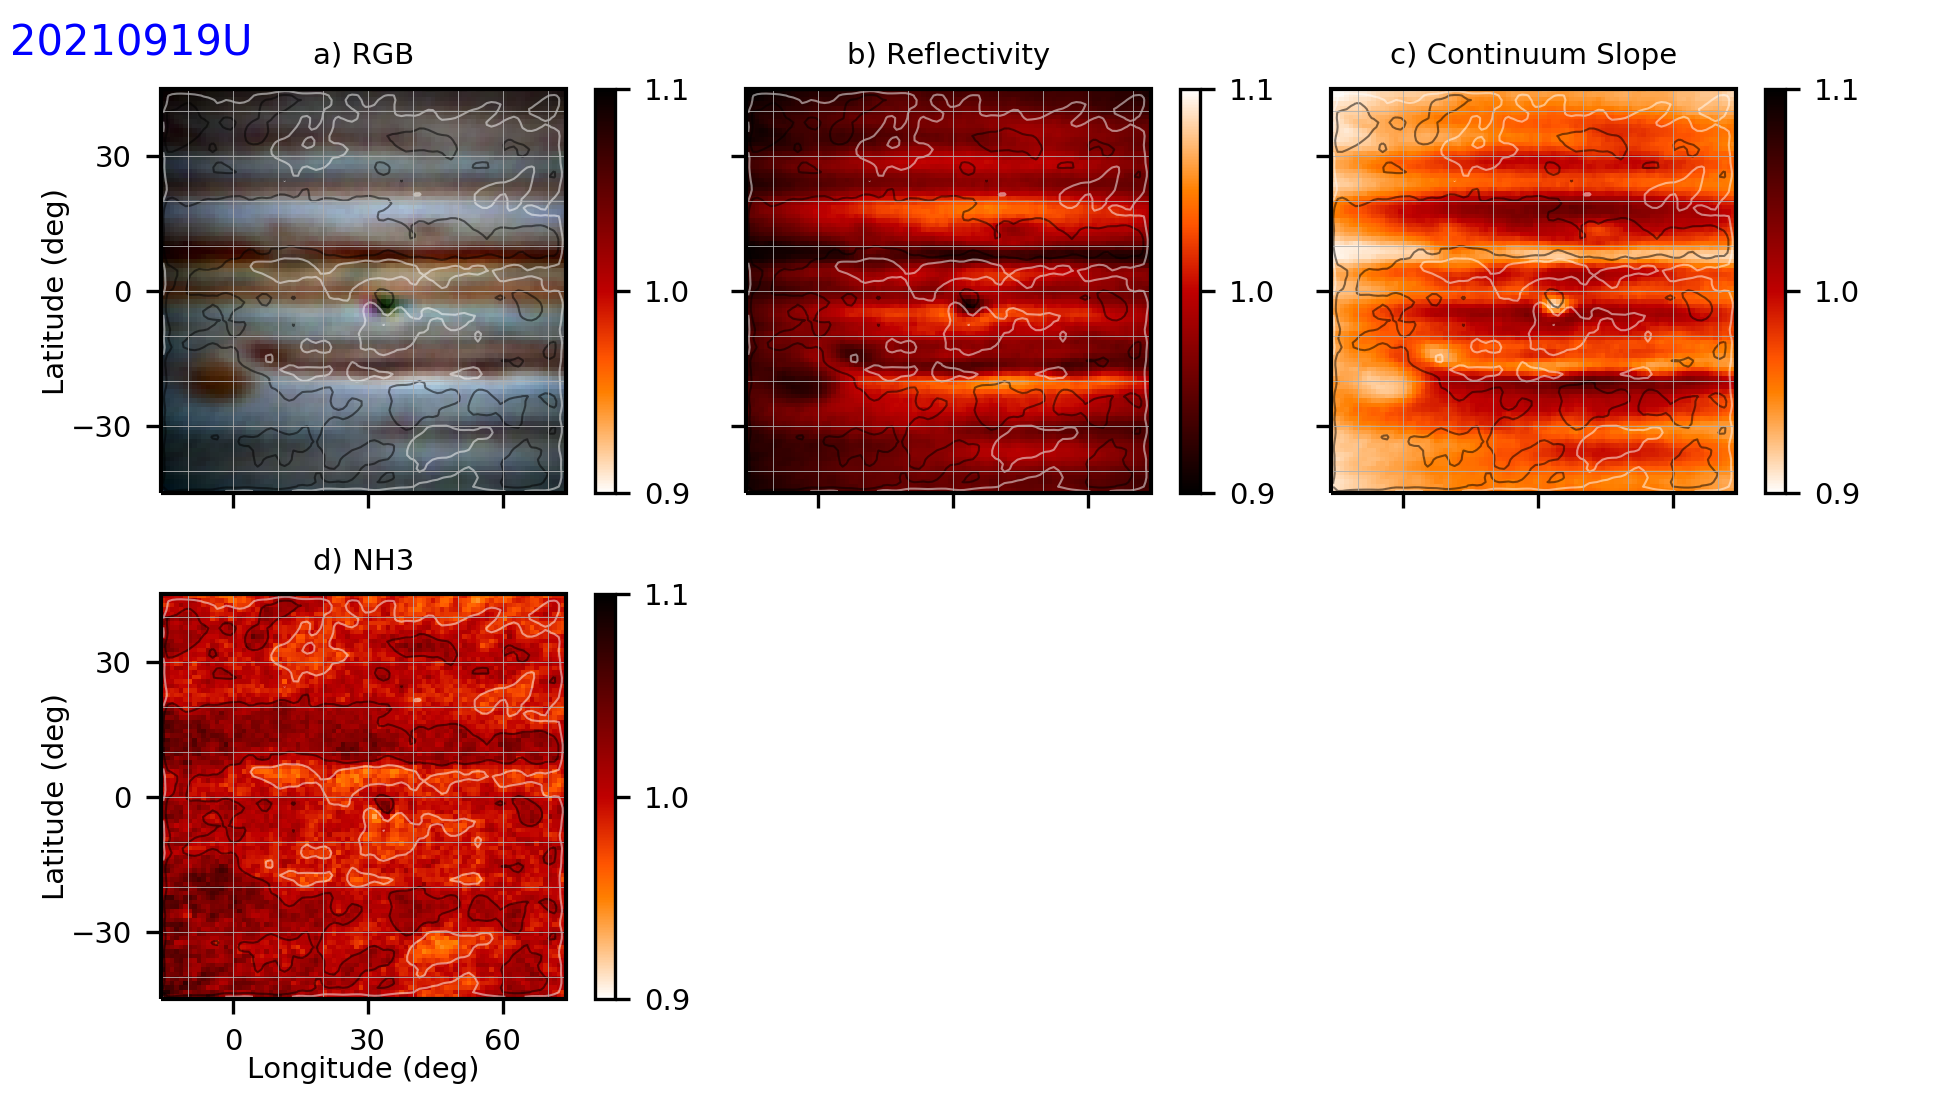 20210919U
a) RGB
b) Reflectivity
c) Continuum Slope
1.1
1.0
0.9
1.1
1.0
0.9
1.1
1.0
0.9
30
0
−30
Latitude (deg)
d) NH3
1.1
1.0
0.9
30
0
−30
Latitude (deg)
0 30 60
Longitude (deg)